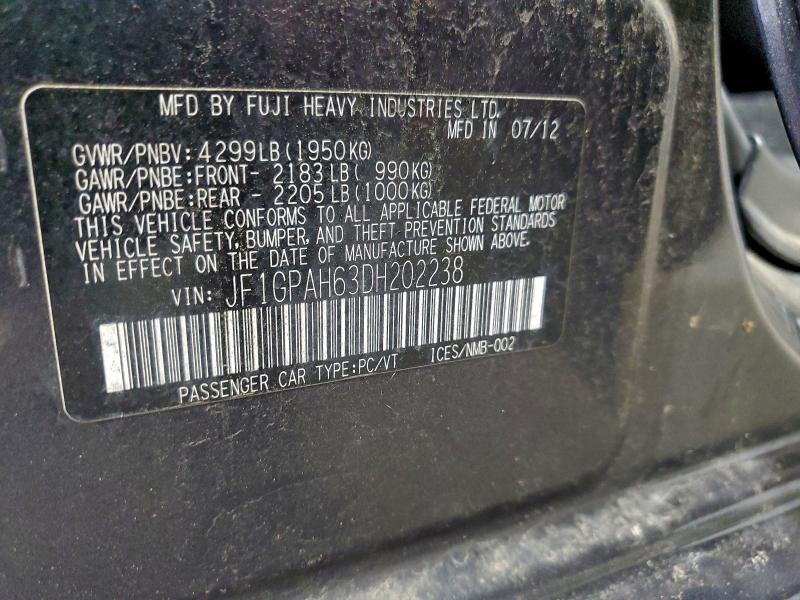 MFD BY FUJI HEAVY INDUSTRIES LTD.
MFD IN 07/12
GVWR/PNBV: 4299LB (1950KG)
GAWR/PNBE:FRONT- 2183LB ( 990KG)
GAWR/PNBE:REAR - 2205LB (1000KG)
THIS VEHICLE CONFORMS TO ALL APPLICABLE FEDERAL MOTOR
VEHICLE SAFETY, BUMPER, AND THEFT PREVENTION STANDARDS
IN EFFECT ON THE DATE OF MANUFACTURE SHOWN ABOVE.
VIN: JF1GPAH63DH202238
PASSENGER CAR TYPE:PC/VT ICES/NMB-002